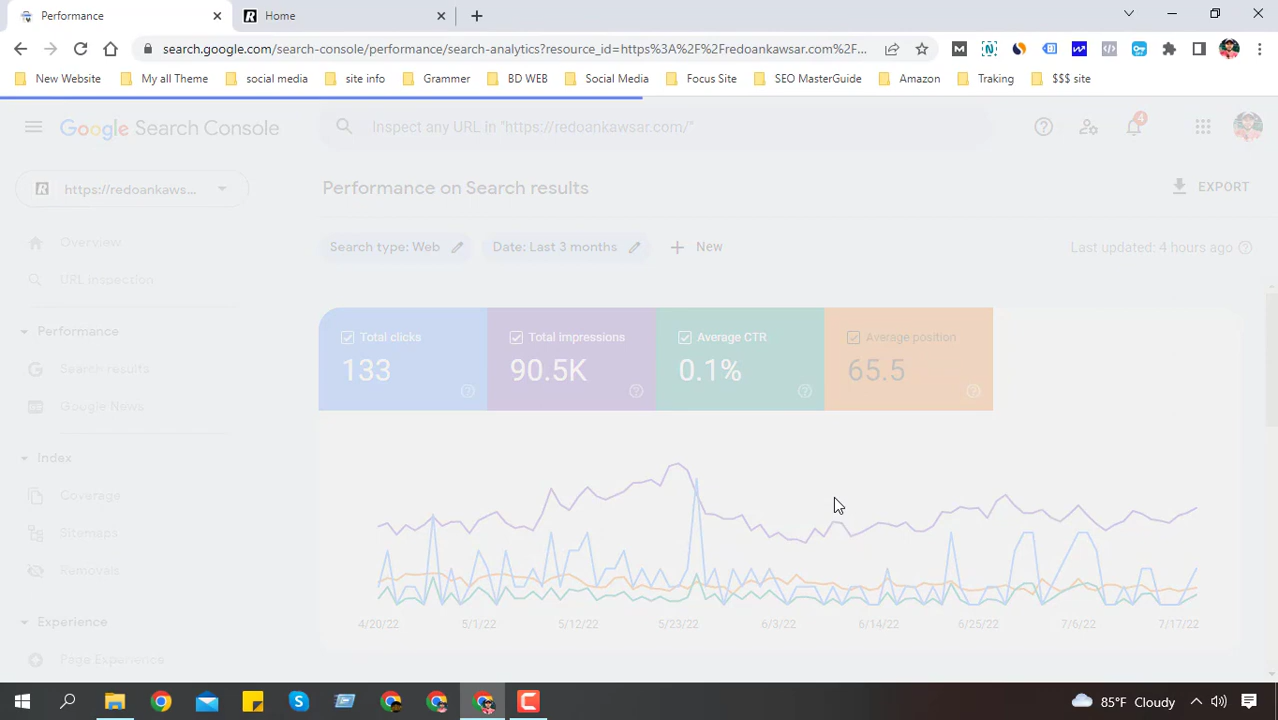 Performance
Home
search.google.com/search-console/performance/search-analytics?resource_id=https%3A%2F%2Fredoankawsar.com%2F...
New Website
My all Theme
social media
site info
Grammer
BD WEB
Social Media
Focus Site
SEO MasterGuide
Amazon
Traking
$$$ site
Google Search Console
Inspect any URL in "https://redoankawsar.com/"
4
https://redoankaws...
Performance on Search results
EXPORT
Search type: Web
Date: Last 3 months
New
Last updated: 4 hours ago
Overview
URL inspection
Performance
Search results
Google News
Index
Coverage
Sitemaps
Removals
Experience
Page Experience
Total clicks
133
Total impressions
90.5K
Average CTR
0.1%
Average position
65.5
4/20/22
5/1/22
5/12/22
5/23/22
6/3/22
6/14/22
6/25/22
7/6/22
7/17/22
85°F Cloudy